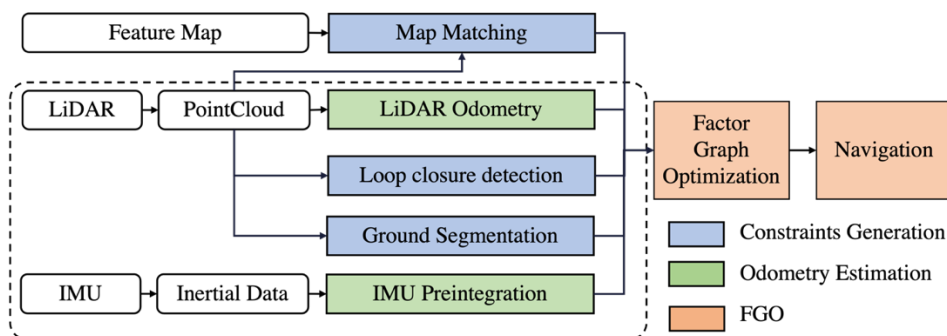 Feature Map
Map Matching
LiDAR
PointCloud
LiDAR Odometry
Loop closure detection
Ground Segmentation
IMU
Inertial Data
IMU Preintegration
Factor
Graph
Optimization
Navigation
Constraints Generation
Odometry Estimation
FGO